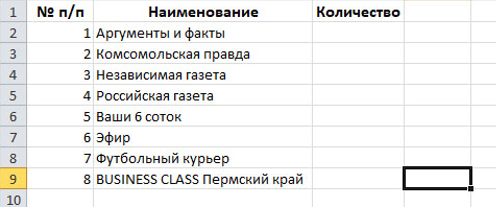 1 № п/п Наименование Количество
2 1 Аргументы и факты
3 2 Комсомольская правда
4 3 Независимая газета
5 4 Российская газета
6 5 Ваши 6 соток
7 6 Эфир
8 7 Футбольный курьер
9 8 BUSINESS CLASS Пермский край
10